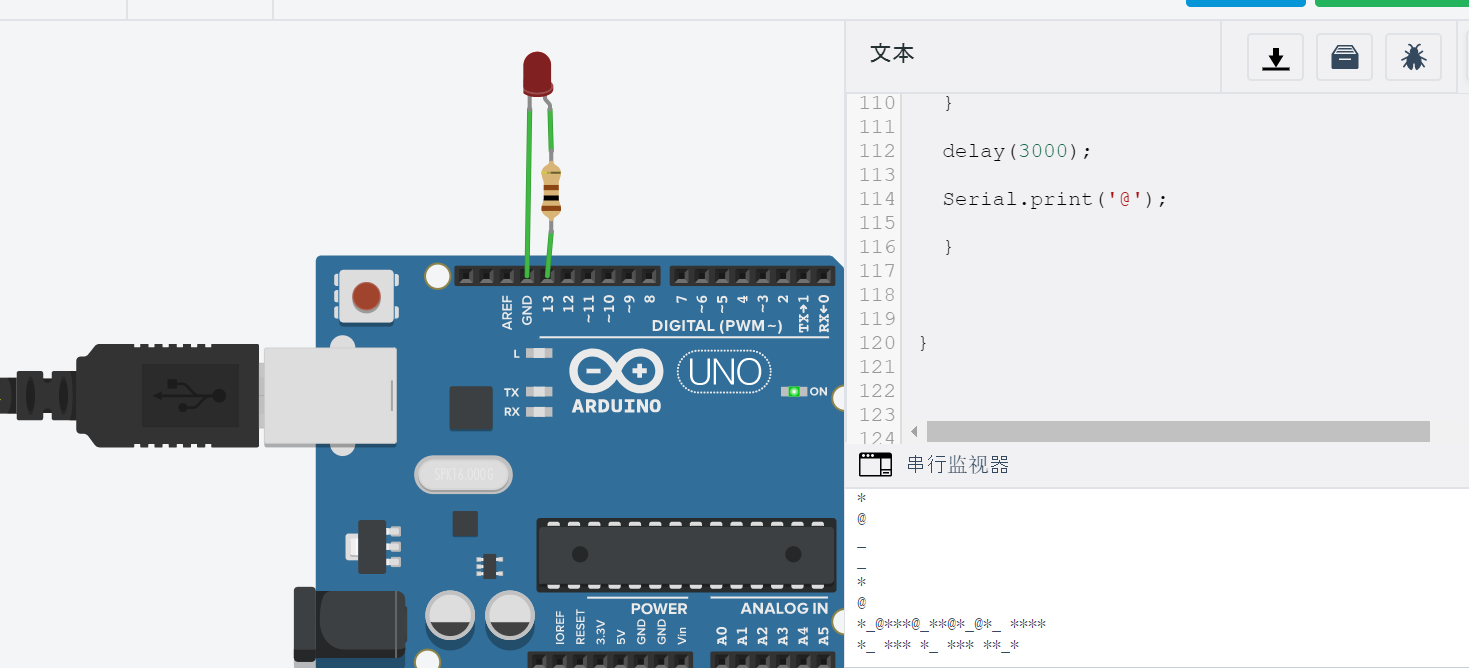 文本
110 }
111
112 delay(3000);
113
114 Serial.print('@');
115
116 }
117
118
119
120 }
121
122
123
124
串行监视器
*
@
_
_
*
@
*_@***@_**@*_@*_ ****
*_ *** *_ *** **_*
AREF
GND
13
12
~11
~10
~9
8
7
~6
~5
4
~3
2
TX→1
RX←0
DIGITAL (PWM~)
L
TX
RX
ARDUINO
UNO
ON
SPK16.000G
POWER
ANALOG IN
IOREF
RESET
3.3V
5V
GND
GND
Vin
A0
A1
A2
A3
A4
A5